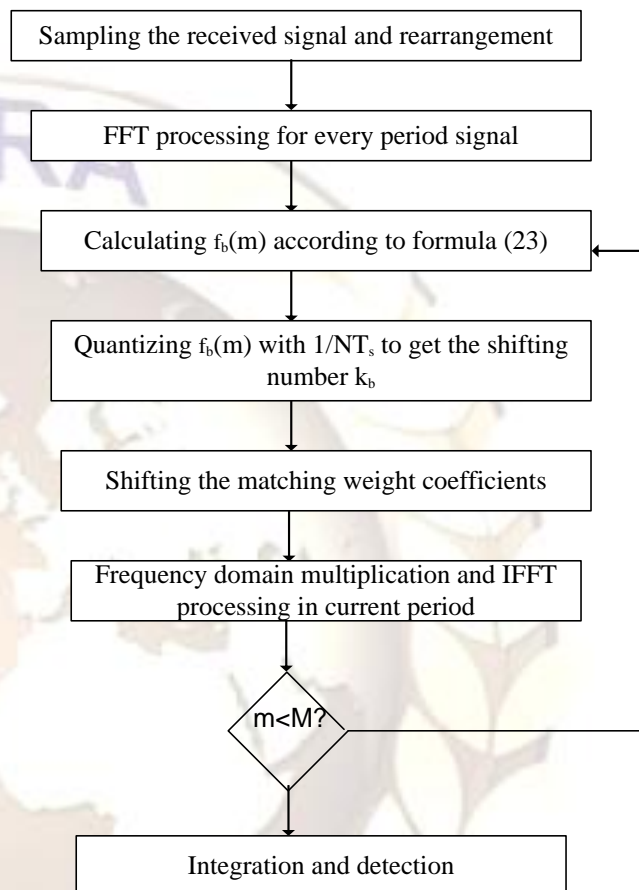 Sampling the received signal and rearrangement
FFT processing for every period signal
Calculating f_b(m) according to formula (23)
Quantizing f_b(m) with 1/NT_s to get the shifting
number k_b
Shifting the matching weight coefficients
Frequency domain multiplication and IFFT
processing in current period
m<M?
Integration and detection